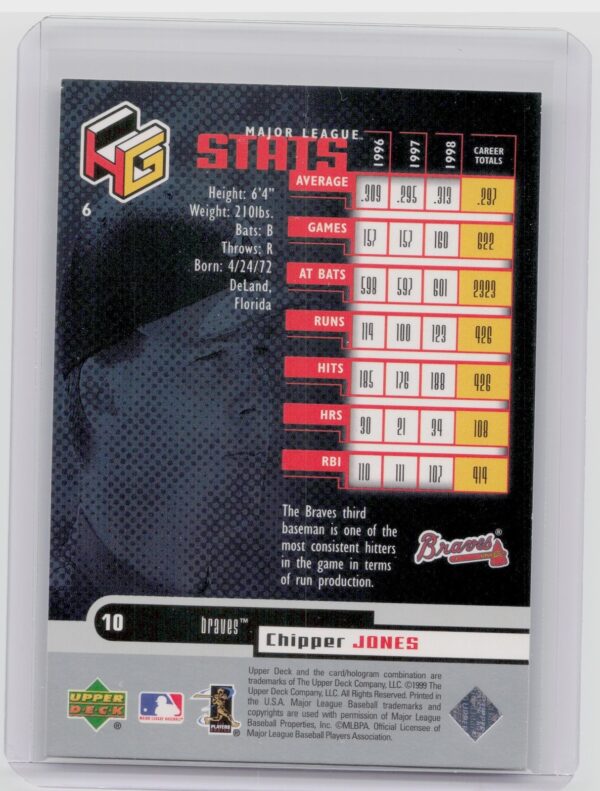 HG
6
MAJOR LEAGUE™
STATS
1996 1997 1998 CAREER TOTALS
AVERAGE .309 .295 .313 .297
GAMES 157 157 160 622
AT BATS 598 597 601 2323
RUNS 114 100 123 426
HITS 185 176 188 426
HRS 30 21 34 108
RBI 110 111 107 414
Height: 6'4"
Weight: 210lbs.
Bats: B
Throws: R
Born: 4/24/72
DeLand,
Florida
The Braves third
baseman is one of the
most consistent hitters
in the game in terms
of run production.
Braves®
10
braves™
Chipper JONES
Upper Deck and the card/hologram combination are
trademarks of The Upper Deck Company, LLC. ©1999 The
Upper Deck Company, LLC. All Rights Reserved. Printed in
the U.S.A. Major League Baseball trademarks and
copyrights are used with permission of Major League
Baseball Properties, Inc. ©MLBPA. Official Licensee of
Major League Baseball Players Association.
UPPER
DECK
®
MAJOR LEAGUE BASEBALL
PLAYERS
®